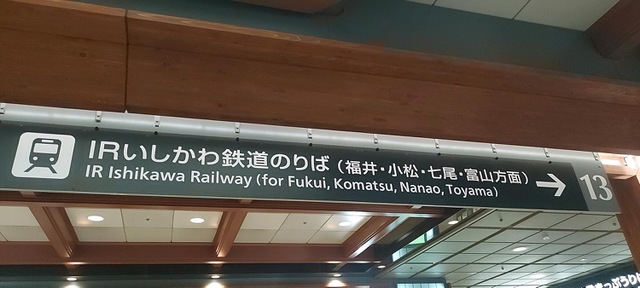 IRいしかわ鉄道のりば（福井・小松・七尾・富山方面）→ 13
IR Ishikawa Railway (for Fukui, Komatsu, Nanao, Toyama)